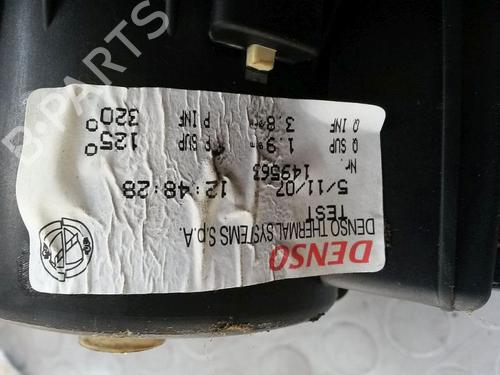 DENSO
DENSO THERMAL SYSTEMS S.p.A.
TEST
5/11/07 12:48:28
Nr. 149563
Q SUP 1.9 P SUP 125°
Q INF 3.8 P INF 320°
B-PARTS